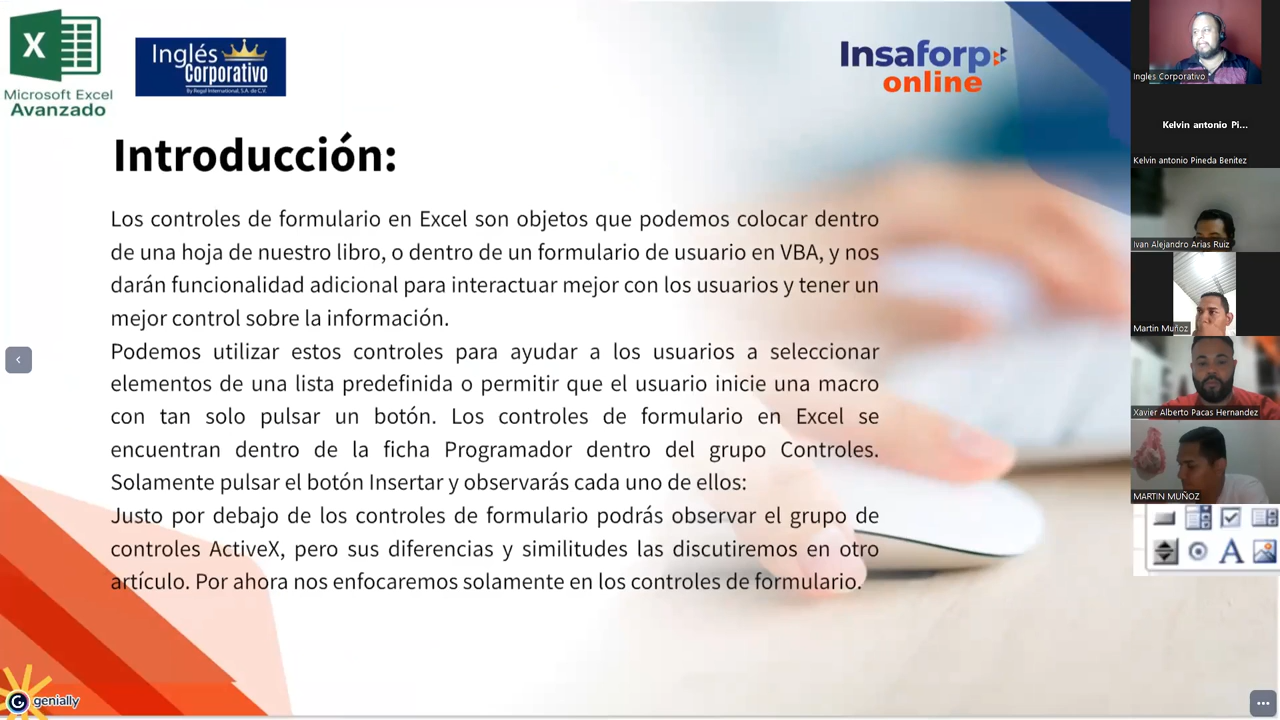 X
Microsoft Excel
Avanzado
Inglés
Corporativo
By Regal International, S.A. de C.V.
Insaforp
online
Introducción:
Los controles de formulario en Excel son objetos que podemos colocar dentro
de una hoja de nuestro libro, o dentro de un formulario de usuario en VBA, y nos
darán funcionalidad adicional para interactuar mejor con los usuarios y tener un
mejor control sobre la información.
Podemos utilizar estos controles para ayudar a los usuarios a seleccionar
elementos de una lista predefinida o permitir que el usuario inicie una macro
con tan solo pulsar un botón. Los controles de formulario en Excel se
encuentran dentro de la ficha Programador dentro del grupo Controles.
Solamente pulsar el botón Insertar y observarás cada uno de ellos:
Justo por debajo de los controles de formulario podrás observar el grupo de
controles ActiveX, pero sus diferencias y similitudes las discutiremos en otro
artículo. Por ahora nos enfocaremos solamente en los controles de formulario.
genially
Ingles Corporativo
Kelvin antonio Pi...
Kelvin antonio Pineda Benitez
Ivan Alejandro Arias Ruiz
Martin Muñoz
Xavier Alberto Pacas Hernandez
MARTIN MUÑOZ
A